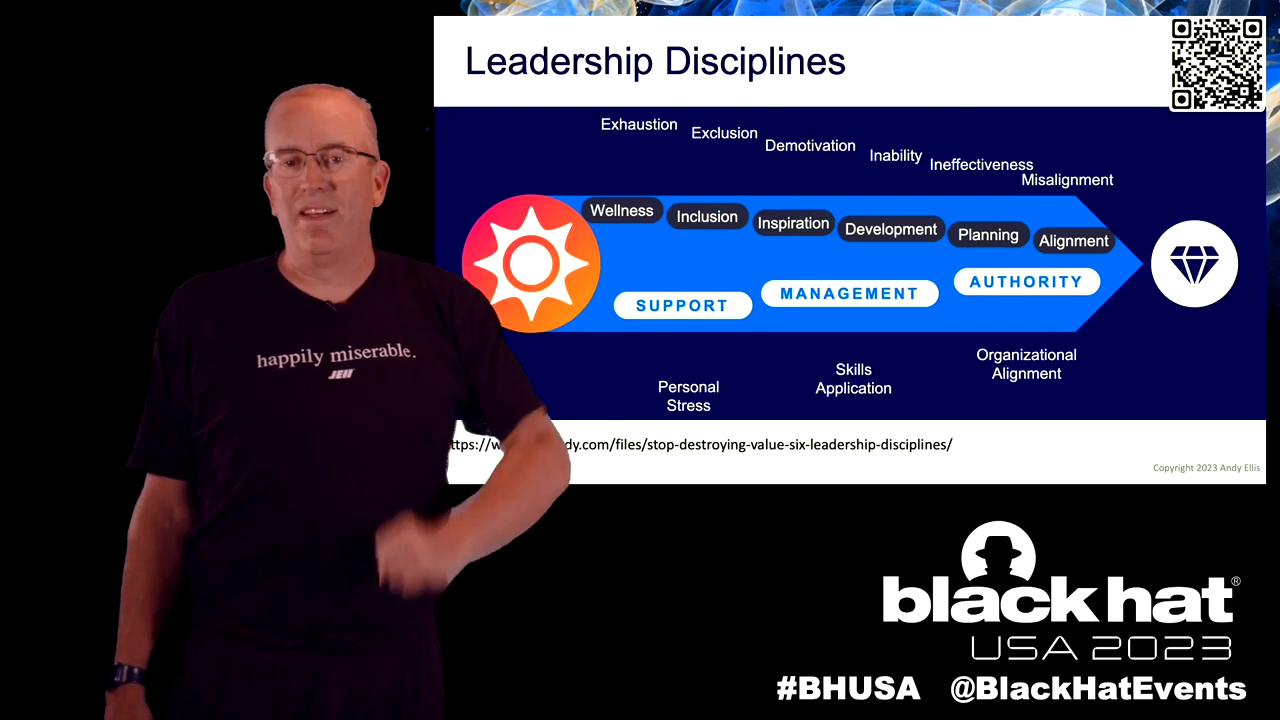 Leadership Disciplines
Exhaustion
Exclusion
Demotivation
Inability
Ineffectiveness
Misalignment
Wellness
Inclusion
Inspiration
Development
Planning
Alignment
SUPPORT
MANAGEMENT
AUTHORITY
Personal
Stress
Skills
Application
Organizational
Alignment
ttps://w dy.com/files/stop-destroying-value-six-leadership-disciplines/
Copyright 2023 Andy Ellis
happily miserable.
JEII
black hat®
USA 2023
#BHUSA @BlackHatEvents